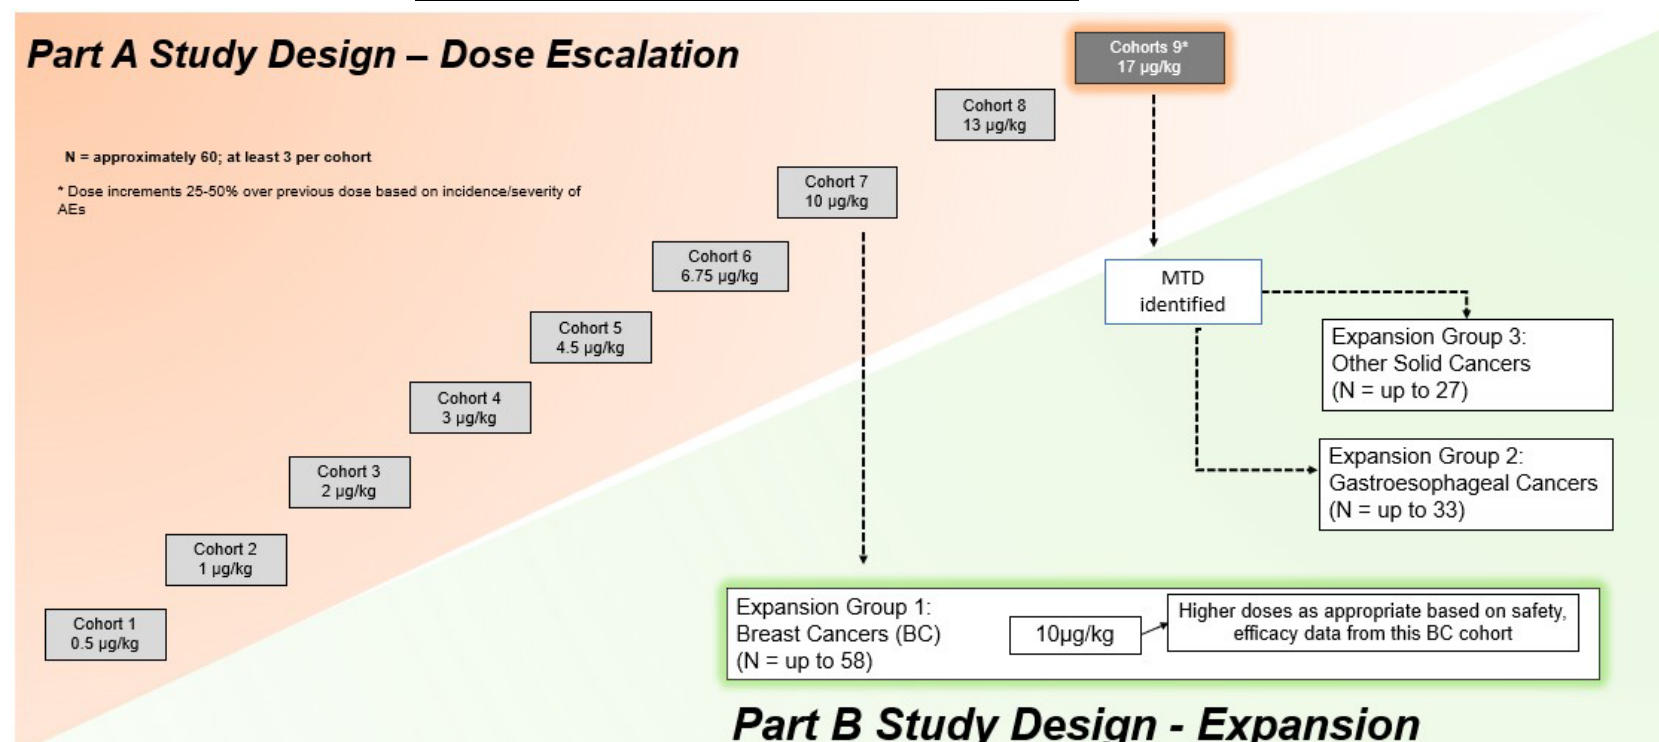 Part A Study Design – Dose Escalation
N = approximately 60; at least 3 per cohort
* Dose increments 25-50% over previous dose based on incidence/severity of
AEs
Cohorts 9*
17 µg/kg
Cohort 8
13 µg/kg
Cohort 7
10 µg/kg
Cohort 6
6.75 µg/kg
Cohort 5
4.5 µg/kg
Cohort 4
3 µg/kg
Cohort 3
2 µg/kg
Cohort 2
1 µg/kg
Cohort 1
0.5 µg/kg
MTD
identified
Expansion Group 3:
Other Solid Cancers
(N = up to 27)
Expansion Group 2:
Gastroesophageal Cancers
(N = up to 33)
Expansion Group 1:
Breast Cancers (BC)
(N = up to 58)
10µg/kg
Higher doses as appropriate based on safety,
efficacy data from this BC cohort
Part B Study Design - Expansion